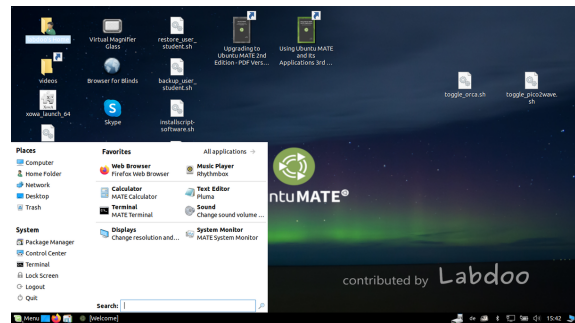 Virtual Magnifier
Glass
restore_user_
student.sh
Upgrading to
Ubuntu MATE 2nd
Edition - PDF Vers...
Using Ubuntu MATE
and its
Applications 3rd ...
videos
Browser for Blinds
backup_user_
student.sh
toggle_orca.sh
toggle_pico2wave.
sh
xowa_launch_64
Skype
installscript-
software.sh
Places
Computer
Home Folder
Network
Desktop
Trash
System
Package Manager
Control Center
Terminal
Lock Screen
Logout
Quit
Favorites
All applications
Web Browser
Firefox Web Browser
Music Player
Rhythmbox
Calculator
MATE Calculator
Text Editor
Pluma
Terminal
MATE Terminal
Sound
Change sound volume ...
Displays
Change resolution and...
System Monitor
MATE System Monitor
Search:
ntu MATE
contributed by Labdoo
Menu
[Welcome]
de
15:42